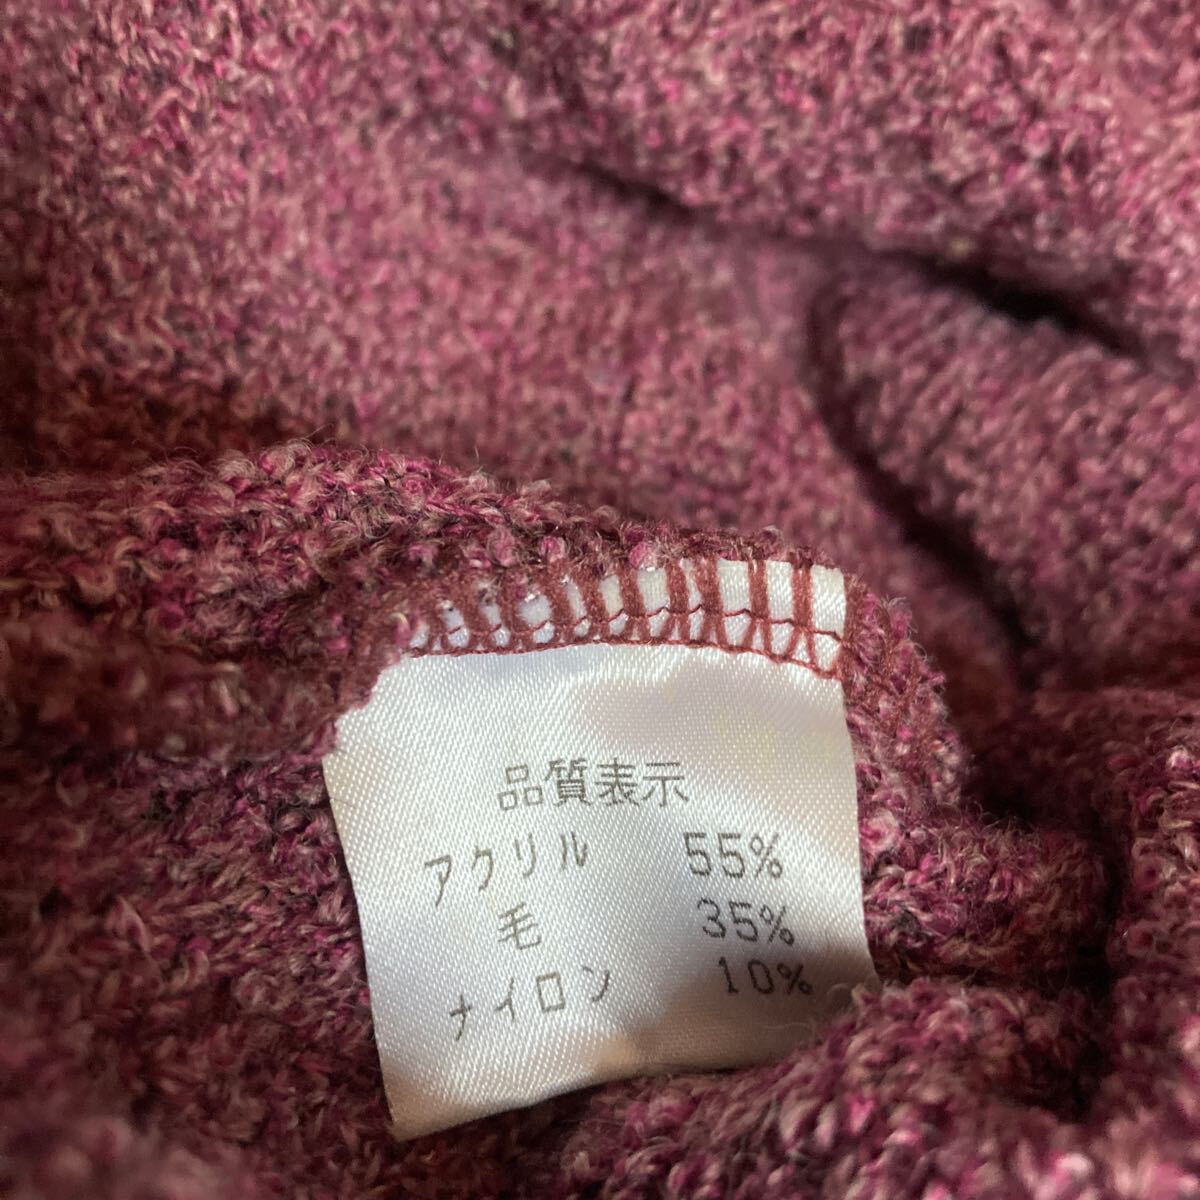 品質表示
アクリル 55%
毛 35%
ナイロン 10%